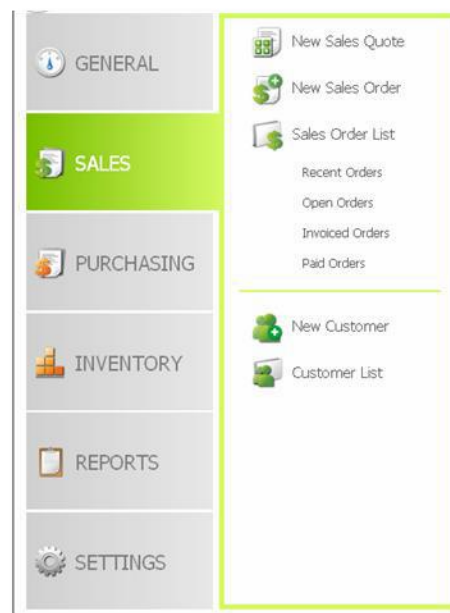 GENERAL
SALES
PURCHASING
INVENTORY
REPORTS
SETTINGS
New Sales Quote
New Sales Order
Sales Order List
Recent Orders
Open Orders
Invoiced Orders
Paid Orders
New Customer
Customer List